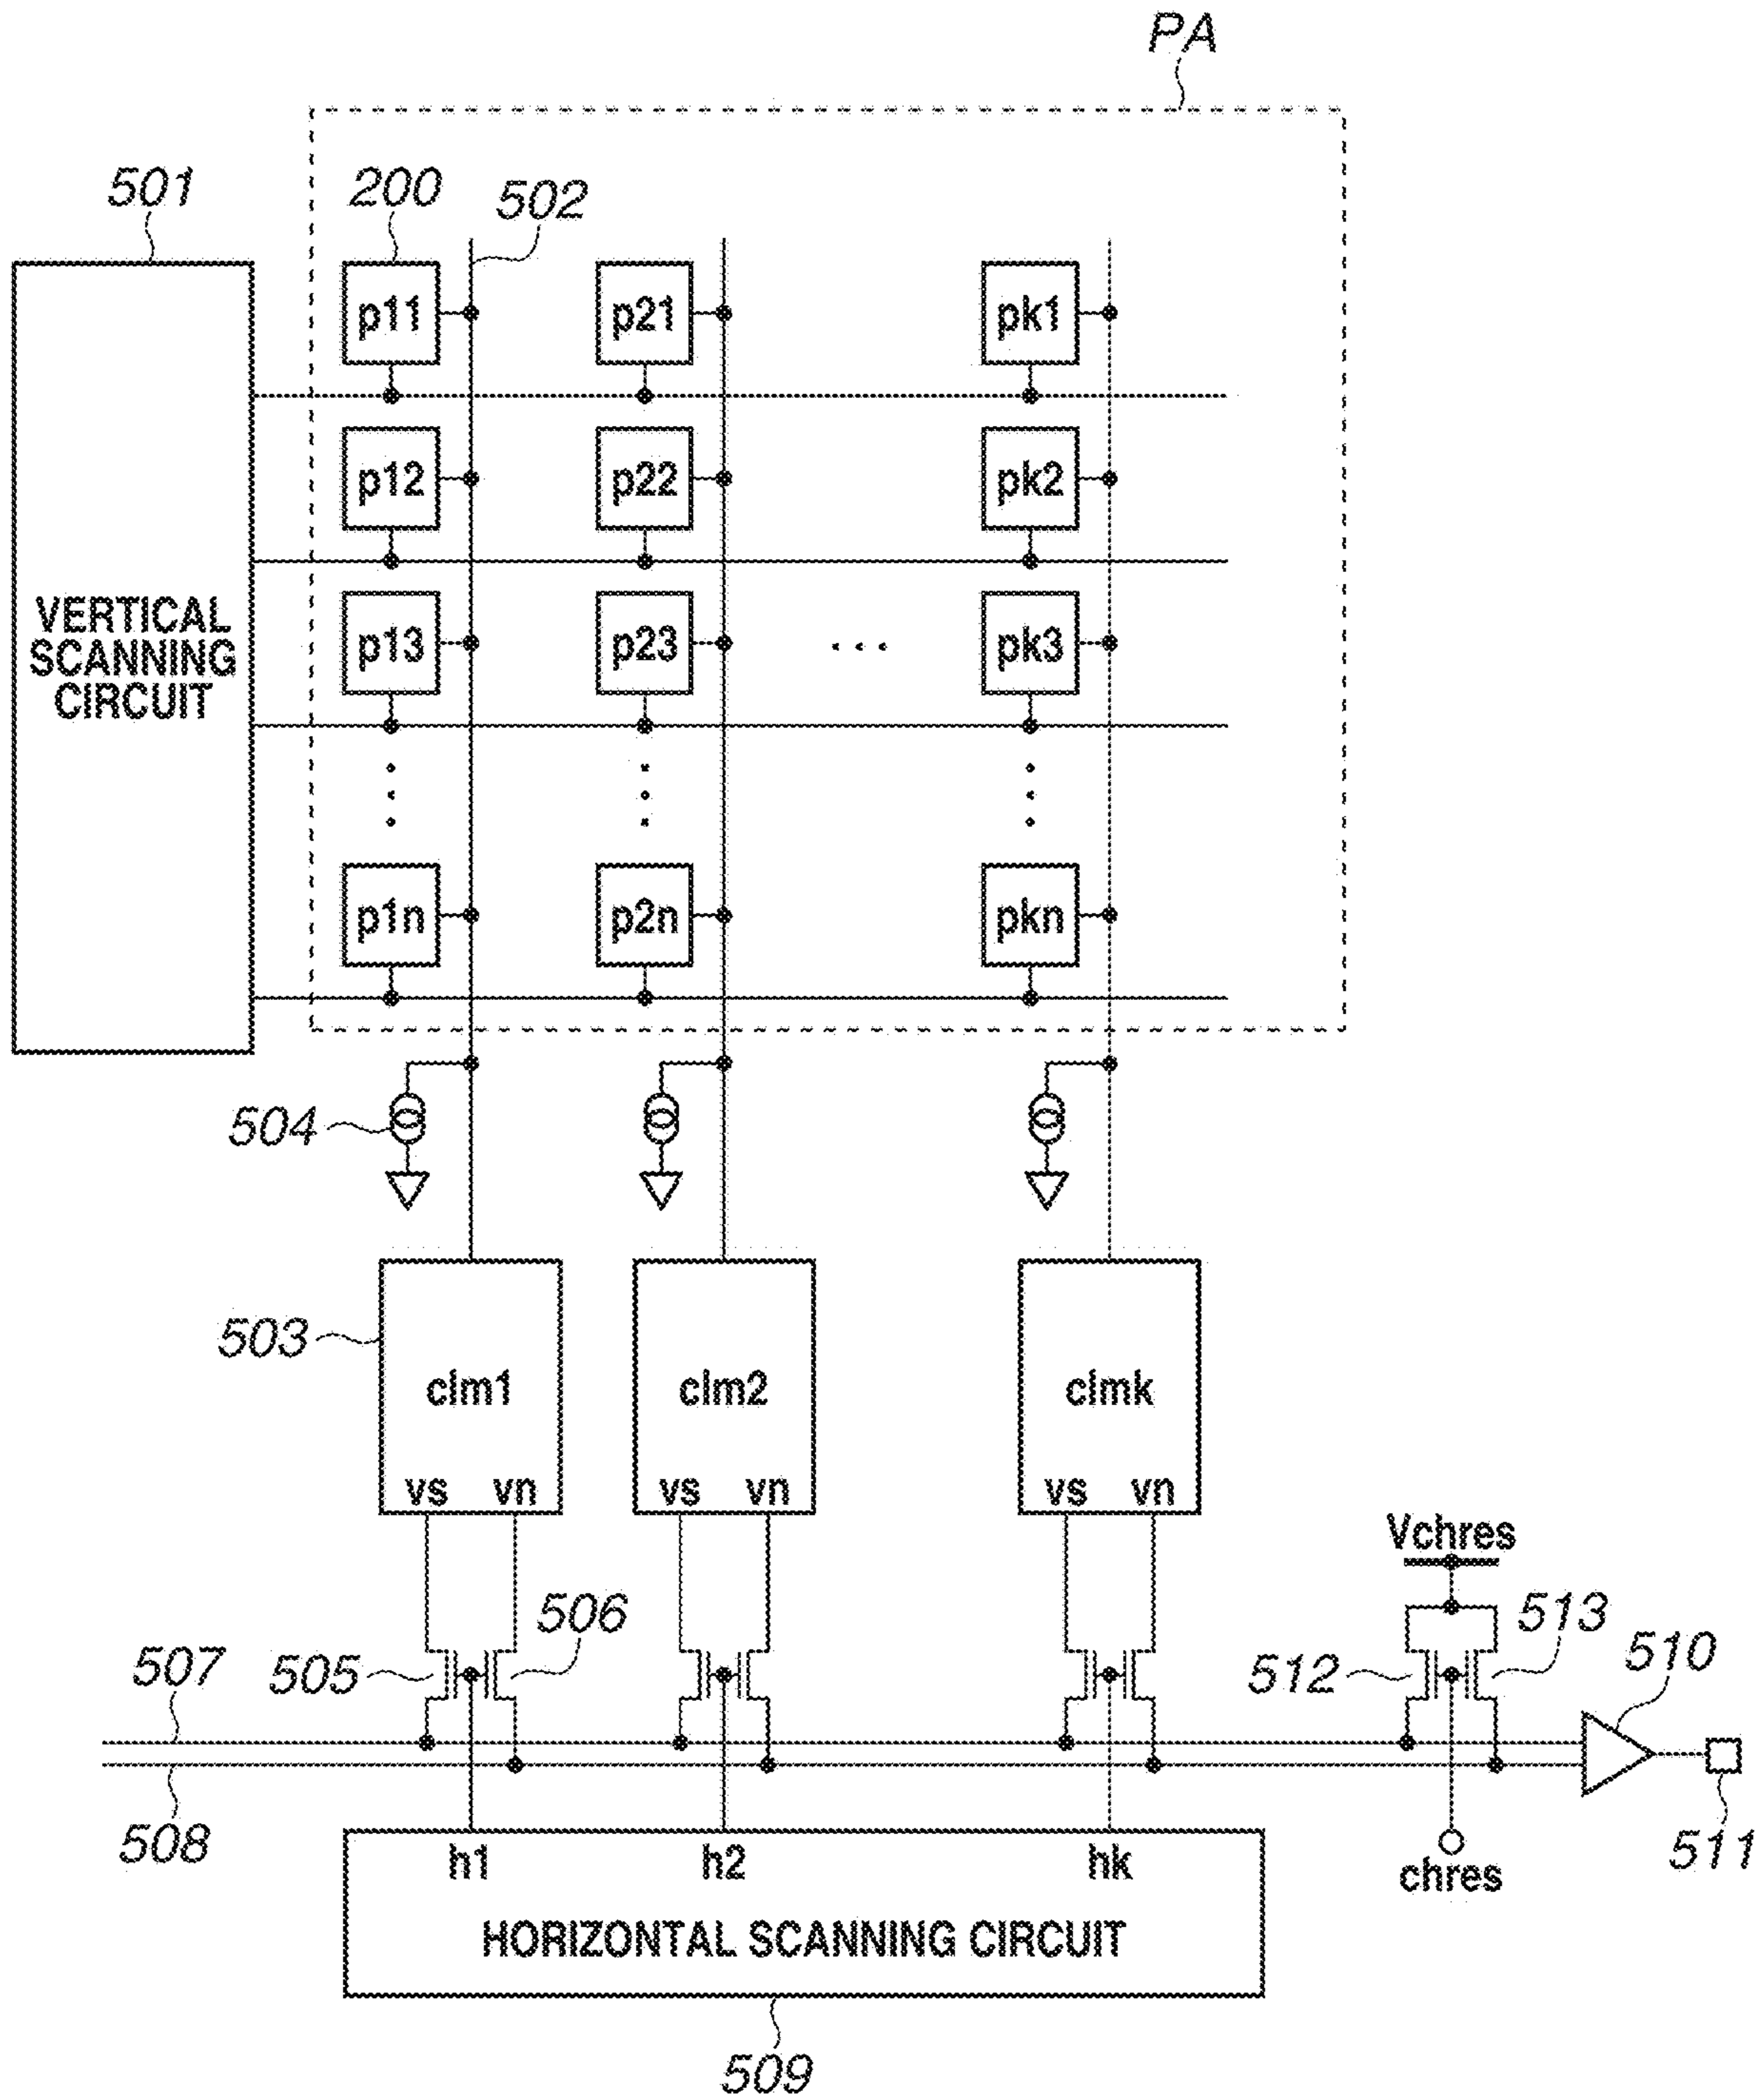 PA
501
200
502
p11
p21
pk1
p12
p22
pk2
VERTICAL
SCANNING
CIRCUIT
p13
p23
...
pk3
p1n
p2n
pkn
504
503
clm1
clm2
clmk
vs
vn
vs
vn
vs
vn
Vchres
505
506
512
513
510
507
508
511
h1
h2
hk
chres
HORIZONTAL SCANNING CIRCUIT
509